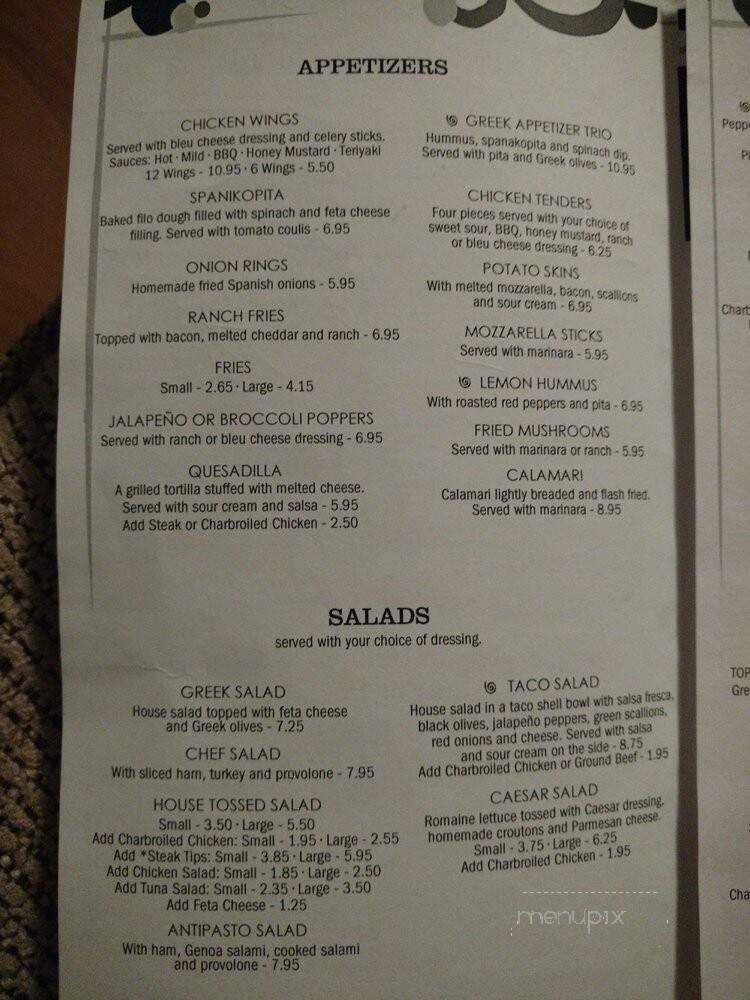 APPETIZERS
CHICKEN WINGS
Served with bleu cheese dressing and celery sticks.
Sauces: Hot · Mild · BBQ · Honey Mustard · Teriyaki
12 Wings - 10.95 · 6 Wings - 5.50
SPANIKOPITA
Baked filo dough filled with spinach and feta cheese
filling. Served with tomato coulis - 6.95
ONION RINGS
Homemade fried Spanish onions - 5.95
RANCH FRIES
Topped with bacon, melted cheddar and ranch - 6.95
FRIES
Small - 2.65 · Large - 4.15
JALAPEÑO OR BROCCOLI POPPERS
Served with ranch or bleu cheese dressing - 6.95
QUESADILLA
A grilled tortilla stuffed with melted cheese.
Served with sour cream and salsa - 5.95
Add Steak or Charbroiled Chicken - 2.50
GREEK APPETIZER TRIO
Hummus, spanakopita and spinach dip.
Served with pita and Greek olives - 10.95
CHICKEN TENDERS
Four pieces served with your choice of
sweet sour, BBQ, honey mustard, ranch
or bleu cheese dressing - 6.25
POTATO SKINS
With melted mozzarella, bacon, scallions
and sour cream - 6.95
MOZZARELLA STICKS
Served with marinara - 5.95
LEMON HUMMUS
With roasted red peppers and pita - 6.95
FRIED MUSHROOMS
Served with marinara or ranch - 5.95
CALAMARI
Calamari lightly breaded and flash fried.
Served with marinara - 8.95
SALADS
served with your choice of dressing.
GREEK SALAD
House salad topped with feta cheese
and Greek olives - 7.25
CHEF SALAD
With sliced ham, turkey and provolone - 7.95
HOUSE TOSSED SALAD
Small - 3.50 · Large - 5.50
Add Charbroiled Chicken: Small - 1.95 · Large - 2.55
Add *Steak Tips: Small - 3.85 · Large - 5.95
Add Chicken Salad: Small - 1.85 · Large - 2.50
Add Tuna Salad: Small - 2.35 · Large - 3.50
Add Feta Cheese - 1.25
ANTIPASTO SALAD
With ham, Genoa salami, cooked salami
and provolone - 7.95
TACO SALAD
House salad in a taco shell bowl with salsa fresca,
black olives, jalapeño peppers, green scallions,
red onions and cheese. Served with salsa
and sour cream on the side - 8.75
Add Charbroiled Chicken or Ground Beef - 1.95
CAESAR SALAD
Romaine lettuce tossed with Caesar dressing,
homemade croutons and Parmesan cheese.
Small - 3.75 · Large - 6.25
Add Charbroiled Chicken - 1.95
menupix